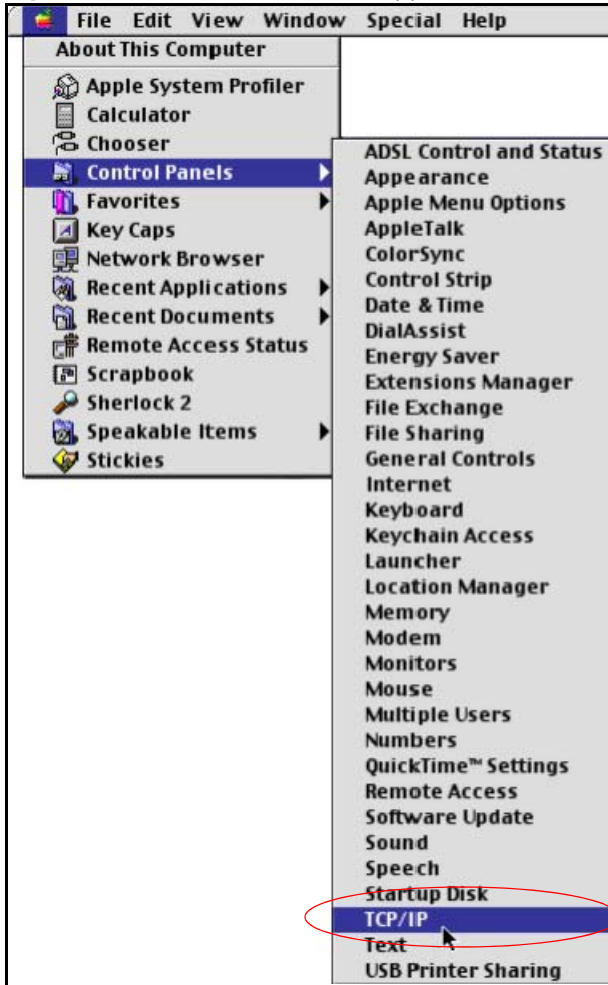 File Edit View Window Special Help
About This Computer
Apple System Profiler
Calculator
Chooser
Control Panels
Favorites
Key Caps
Network Browser
Recent Applications
Recent Documents
Remote Access Status
Scrapbook
Sherlock 2
Speakable Items
Stickies
ADSL Control and Status
Appearance
Apple Menu Options
AppleTalk
ColorSync
Control Strip
Date & Time
DialAssist
Energy Saver
Extensions Manager
File Exchange
File Sharing
General Controls
Internet
Keyboard
Keychain Access
Launcher
Location Manager
Memory
Modem
Monitors
Mouse
Multiple Users
Numbers
QuickTime™ Settings
Remote Access
Software Update
Sound
Speech
Startup Disk
TCP/IP
Text
USB Printer Sharing